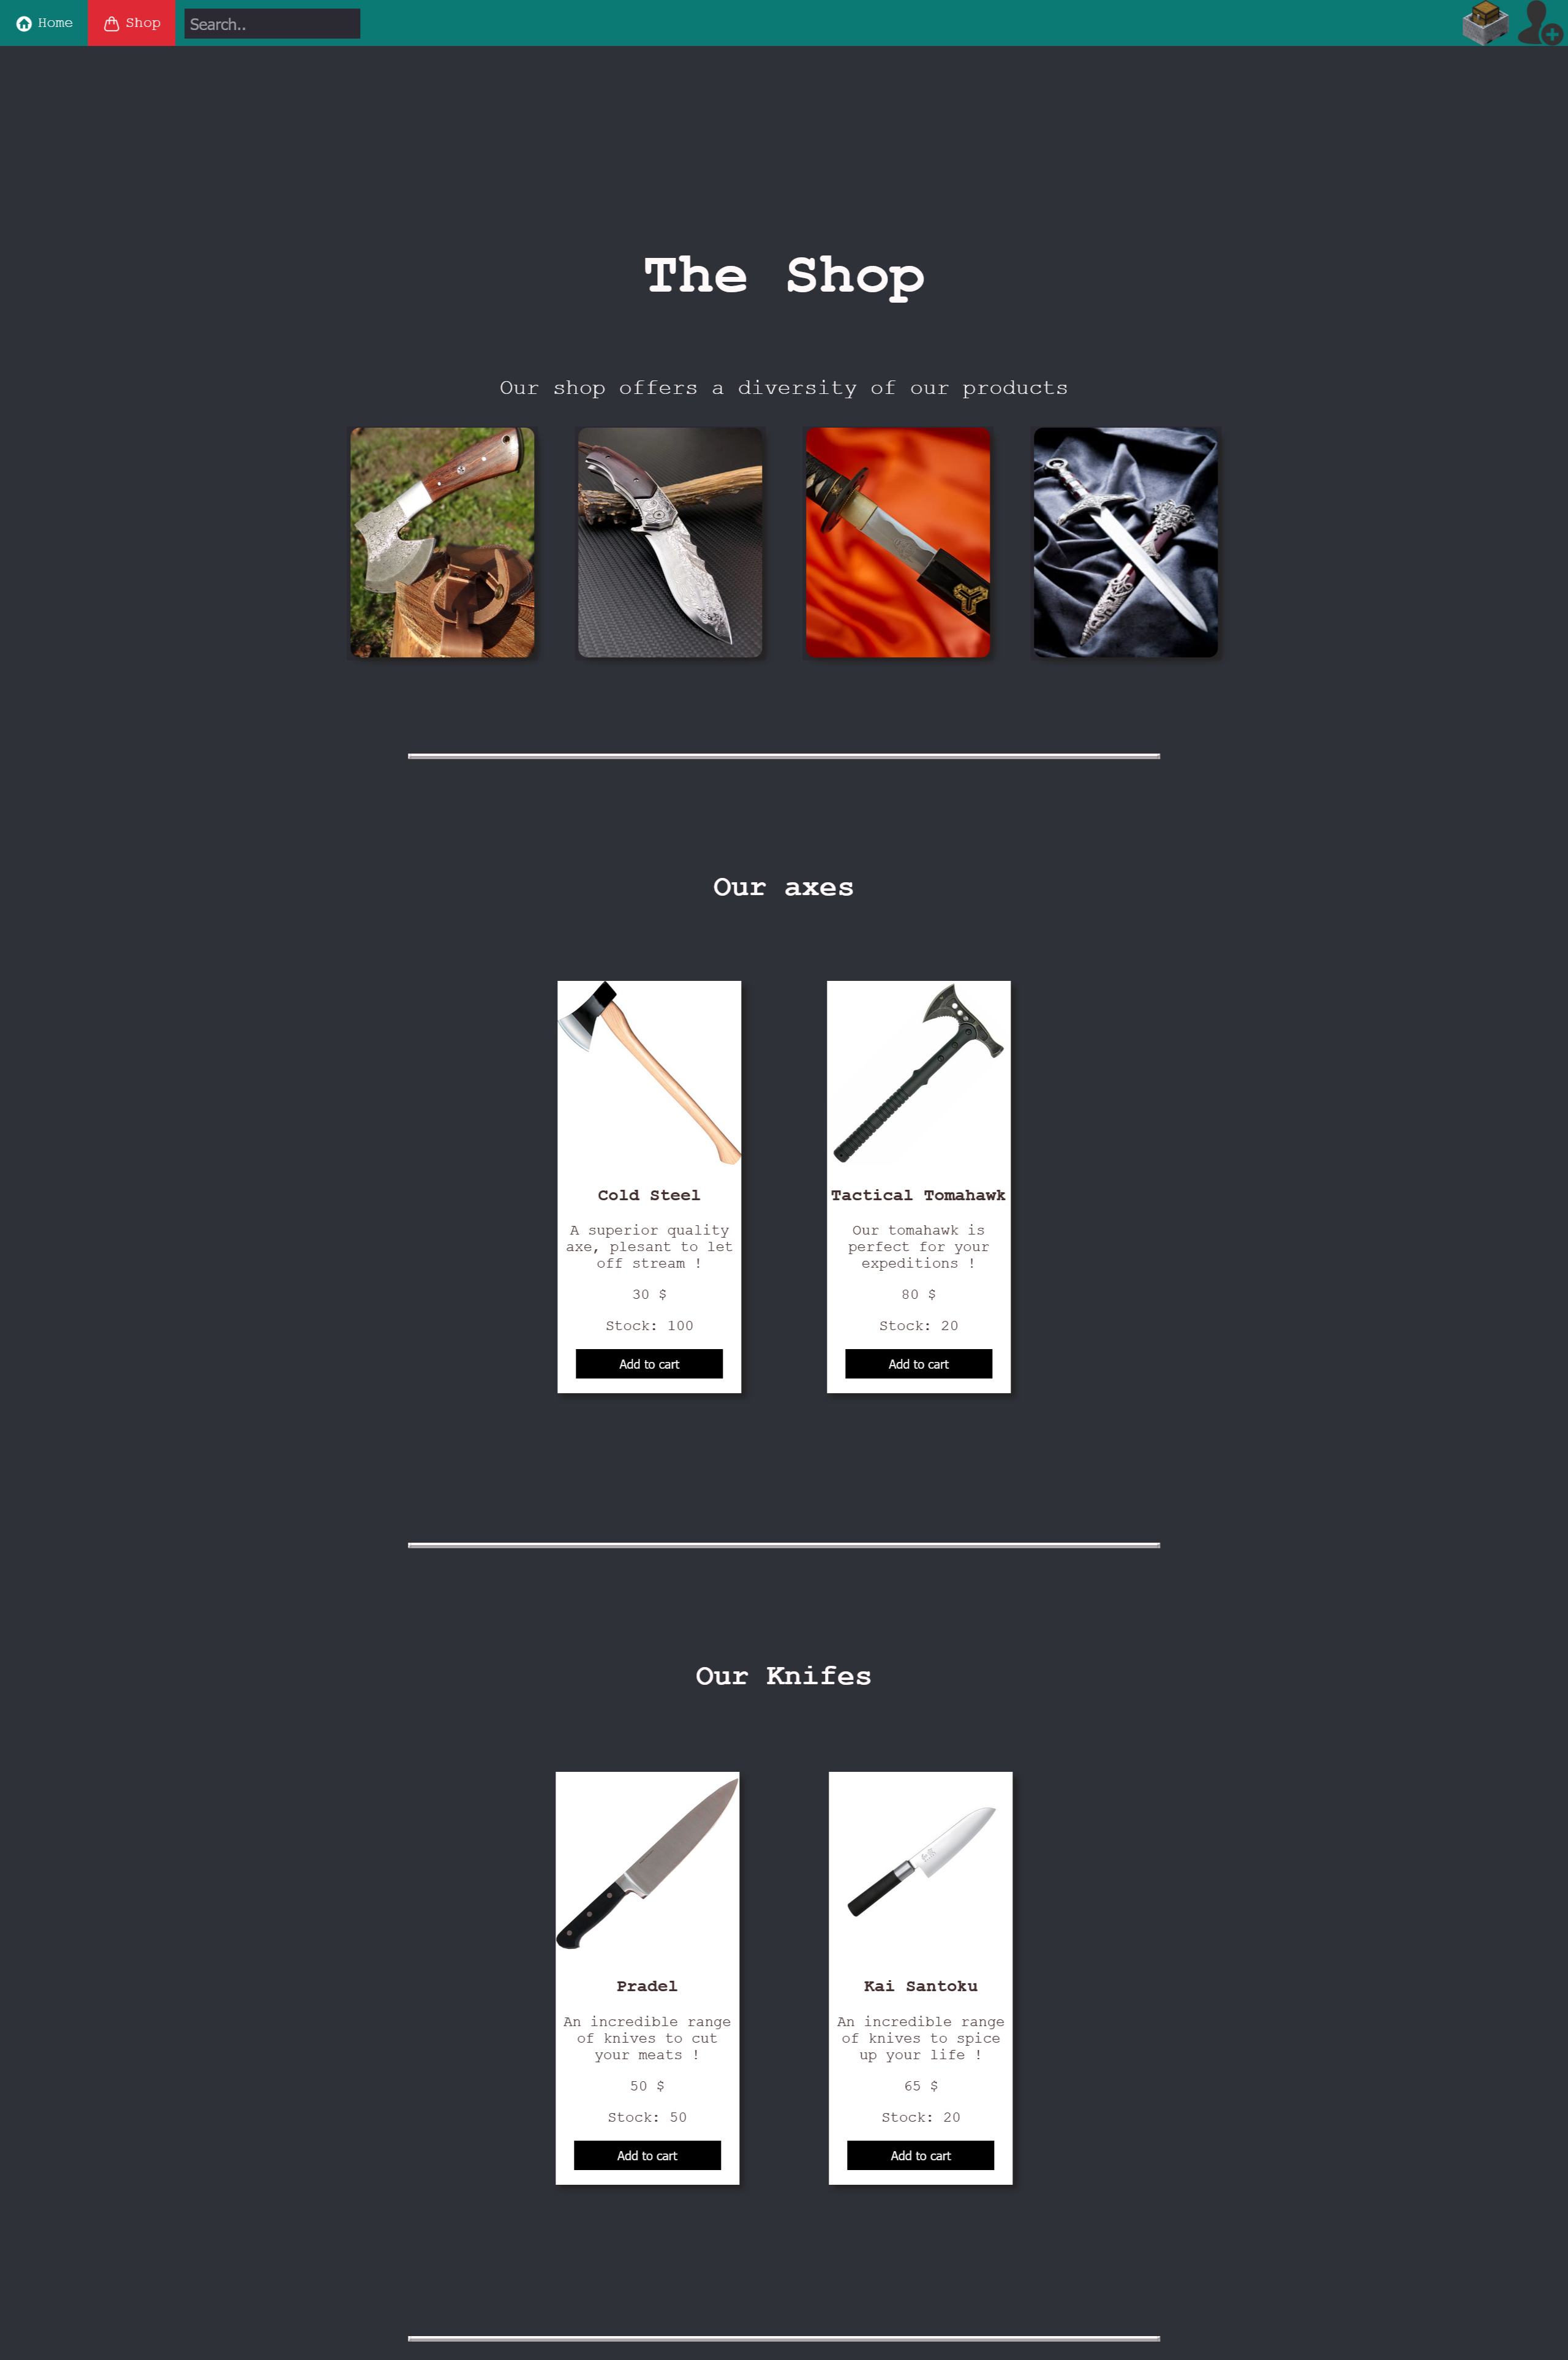 Home
Shop
Search..
The Shop
Our shop offers a diversity of our products
Our axes
Cold Steel
A superior quality
axe, plesant to let
off stream !
30 $
Stock: 100
Add to cart
Tactical Tomahawk
Our tomahawk is
perfect for your
expeditions !
80 $
Stock: 20
Add to cart
Our Knifes
Pradel
An incredible range
of knives to cut
your meats !
50 $
Stock: 50
Add to cart
Kai Santoku
An incredible range
of knives to spice
up your life !
65 $
Stock: 20
Add to cart